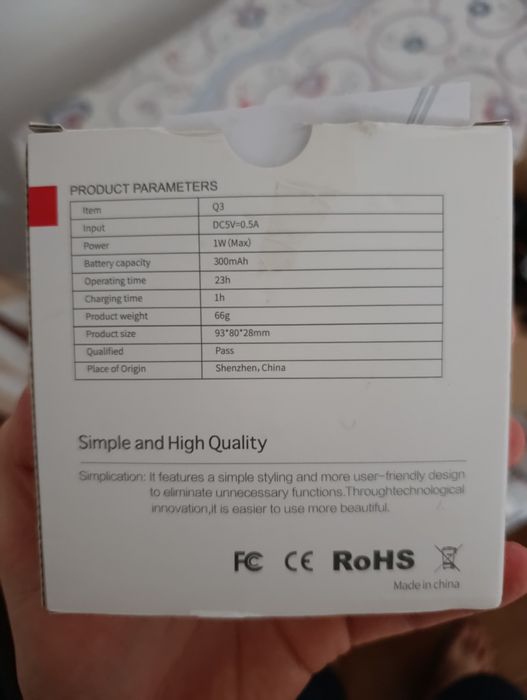 PRODUCT PARAMETERS
Item Q3
Input DC5V=0.5A
Power 1W(Max)
Battery capacity 300mAh
Operating time 23h
Charging time 1h
Product weight 66g
Product size 93*80*28mm
Qualified Pass
Place of Origin Shenzhen, China
Simple and High Quality
Simplication: It features a simple styling and more user-friendly design
to eliminate unnecessary functions.Throughtechnological
innovation,it is easier to use more beautiful.
FC CE RoHS
Made in china